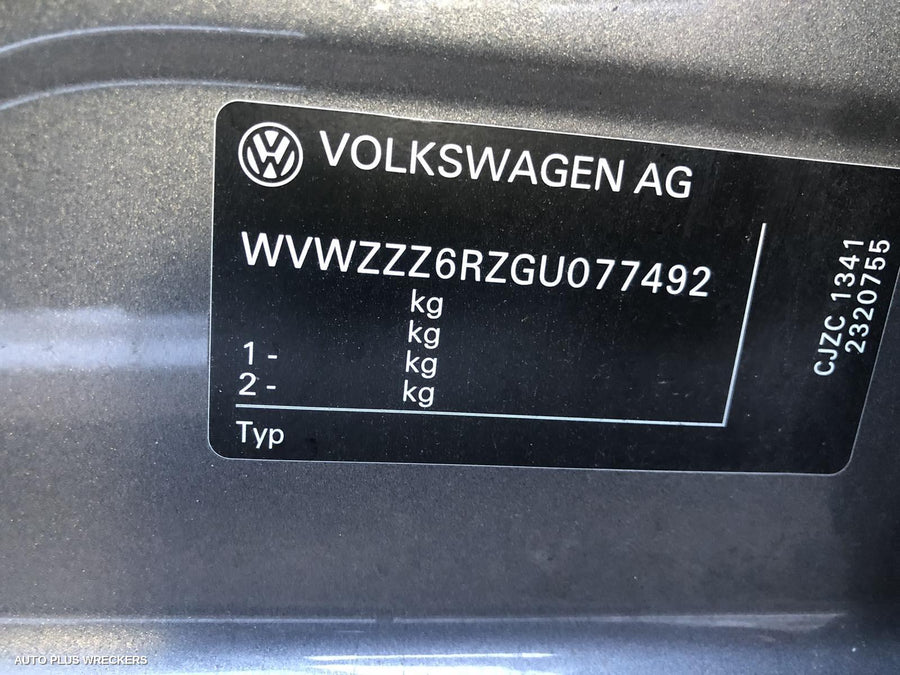 VOLKSWAGEN AG
WVWZZZ6RZGU077492
kg
kg
1 - kg
2 - kg
Typ
CJZC 1341
2320755
AUTO PLUS WRECKERS